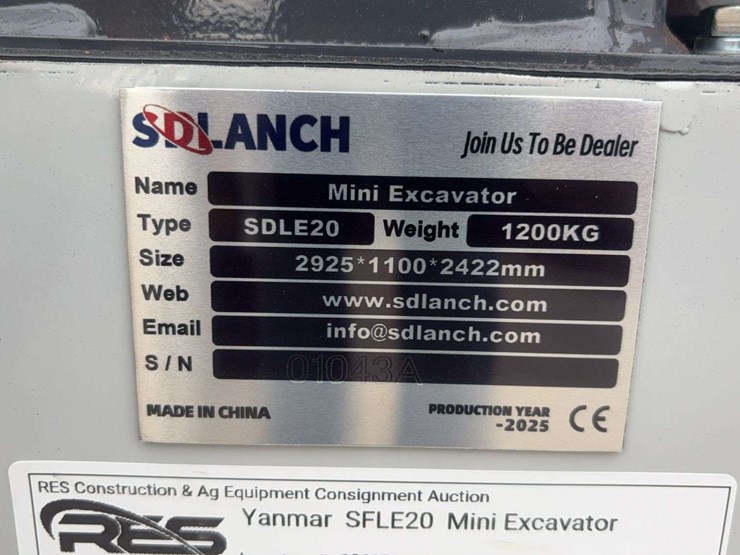 SDLANCH
Join Us To Be Dealer
Name Mini Excavator
Type SDLE20 Weight 1200KG
Size 2925*1100*2422mm
Web www.sdlanch.com
Email info@sdlanch.com
S/N 01043A
MADE IN CHINA
PRODUCTION YEAR
-2025 CE
RES Construction & Ag Equipment Consignment Auction
RES Yanmar SFLE20 Mini Excavator